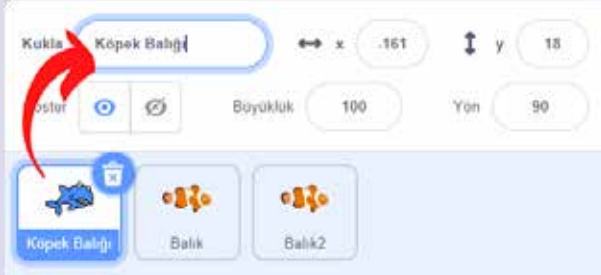 Kukla Köpek Balığı x -161 y 18
Göster Büyüklük 100 Yön 90
Köpek Balığı Balık Balık2